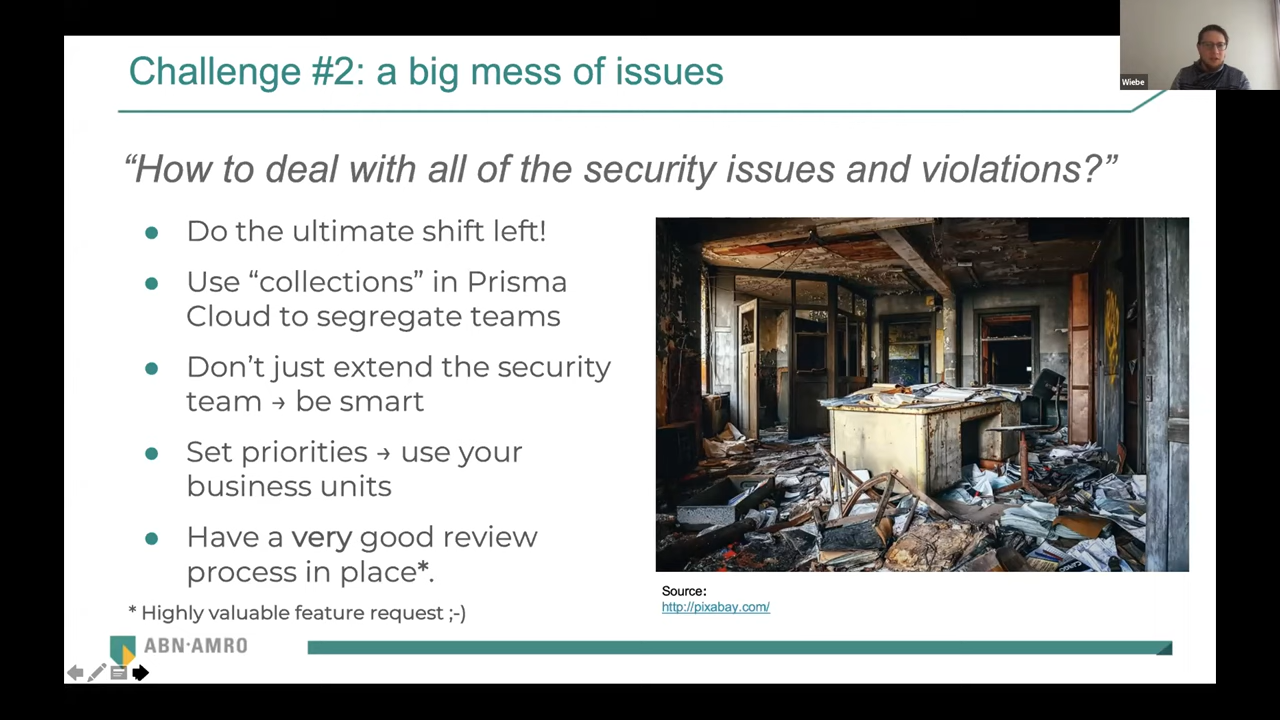 Challenge #2: a big mess of issues
Wiebe
“How to deal with all of the security issues and violations?”
● Do the ultimate shift left!
● Use “collections” in Prisma
Cloud to segregate teams
● Don’t just extend the security
team → be smart
● Set priorities → use your
business units
● Have a very good review
process in place*.
* Highly valuable feature request ;-)
Source:
http://pixabay.com/
ABN·AMRO